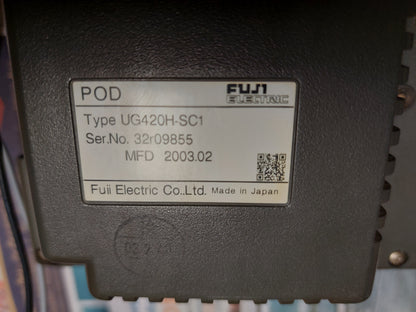 POD
FUJI
ELECTRIC
Type UG420H-SC1
Ser.No. 32r09855
MFD 2003.02
Fuji Electric Co.,Ltd. Made in Japan